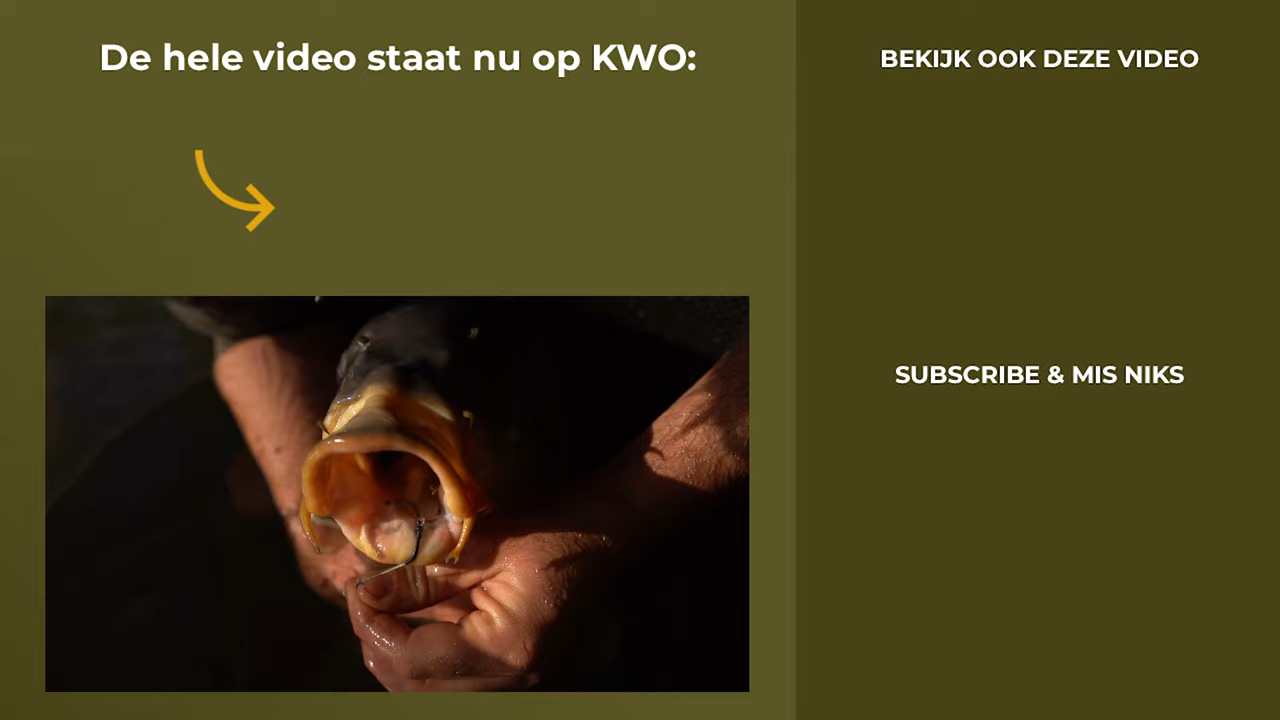 De hele video staat nu op KWO:
BEKIJK OOK DEZE VIDEO
SUBSCRIBE & MIS NIKS